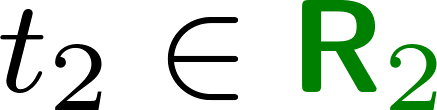 t₂ ∈ R₂